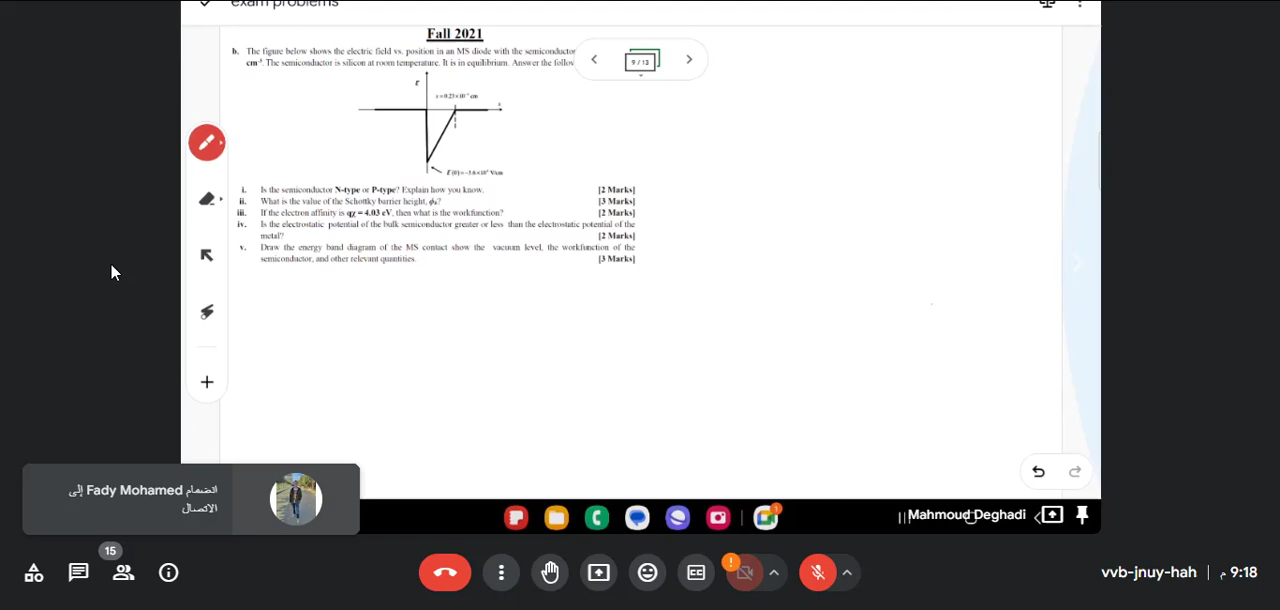 exam problems
Fall 2021
b. The figure below shows the electric field vs. position in an MS diode with the semiconductor
9 / 13
cm⁻³. The semiconductor is silicon at room temperature. It is in equilibrium. Answer the follow
ε
x
i. Is the semiconductor N-type or P-type? Explain how you know. [2 Marks]
ii. What is the value of the Schottky barrier height, [3 Marks]
iii. If the electron affinity is qχ = 4.03 eV, then what is the workfunction? [2 Marks]
iv. Is the electrostatic potential of the bulk semiconductor greater or less than the electrostatic potential of the
metal? [2 Marks]
v. Draw the energy band diagram of the MS contact show the vacuum level, the workfunction of the
semiconductor, and other relevant quantities. [3 Marks]
انضمام Fady Mohamed إلى
الاتصال
Mahmoud Deghadi
15
vvb-jnuy-hah | 9:18 م